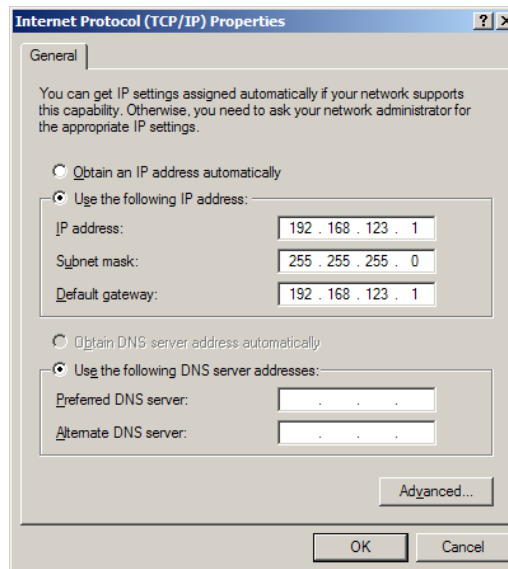 Internet Protocol (TCP/IP) Properties
General
You can get IP settings assigned automatically if your network supports
this capability. Otherwise, you need to ask your network administrator for
the appropriate IP settings.
Obtain an IP address automatically
Use the following IP address:
IP address: 192 . 168 . 123 . 1
Subnet mask: 255 . 255 . 255 . 0
Default gateway: 192 . 168 . 123 . 1
Obtain DNS server address automatically
Use the following DNS server addresses:
Preferred DNS server: . . .
Alternate DNS server: . . .
Advanced...
OK Cancel